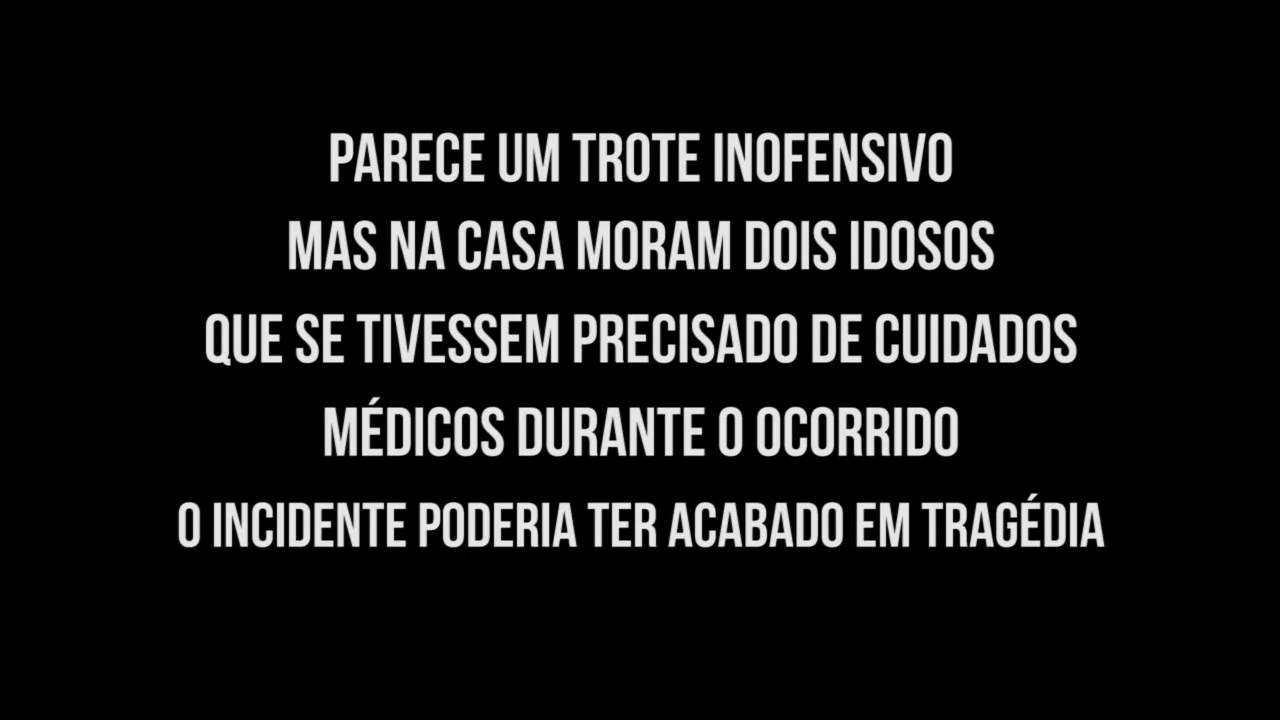 PARECE UM TROTE INOFENSIVO
MAS NA CASA MORAM DOIS IDOSOS
QUE SE TIVESSEM PRECISADO DE CUIDADOS
MÉDICOS DURANTE O OCORRIDO
O INCIDENTE PODERIA TER ACABADO EM TRAGÉDIA